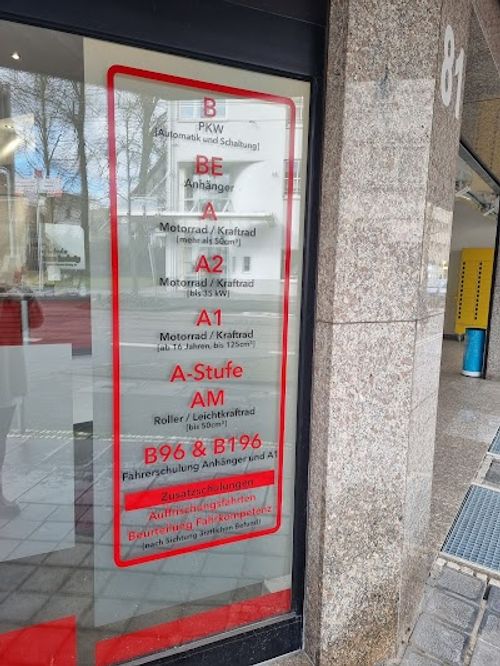 B
PKW
(Automatik und Schaltung)
BE
Anhänger
A
Motorrad / Kraftrad
(mehr als 50cm³)
A2
Motorrad / Kraftrad
(bis 35 kW)
A1
Motorrad / Kraftrad
(ab 16 Jahren, bis 125cm³)
A-Stufe
AM
Roller / Leichtkraftrad
(bis 50cm³)
B96 & B196
Fahrerschulung Anhänger und A1
Zusatzschulungen
Auffrischungsfahrten
Beurteilung Fahrkompetenz
(nach Sichtung ärztlichen Befund)
81